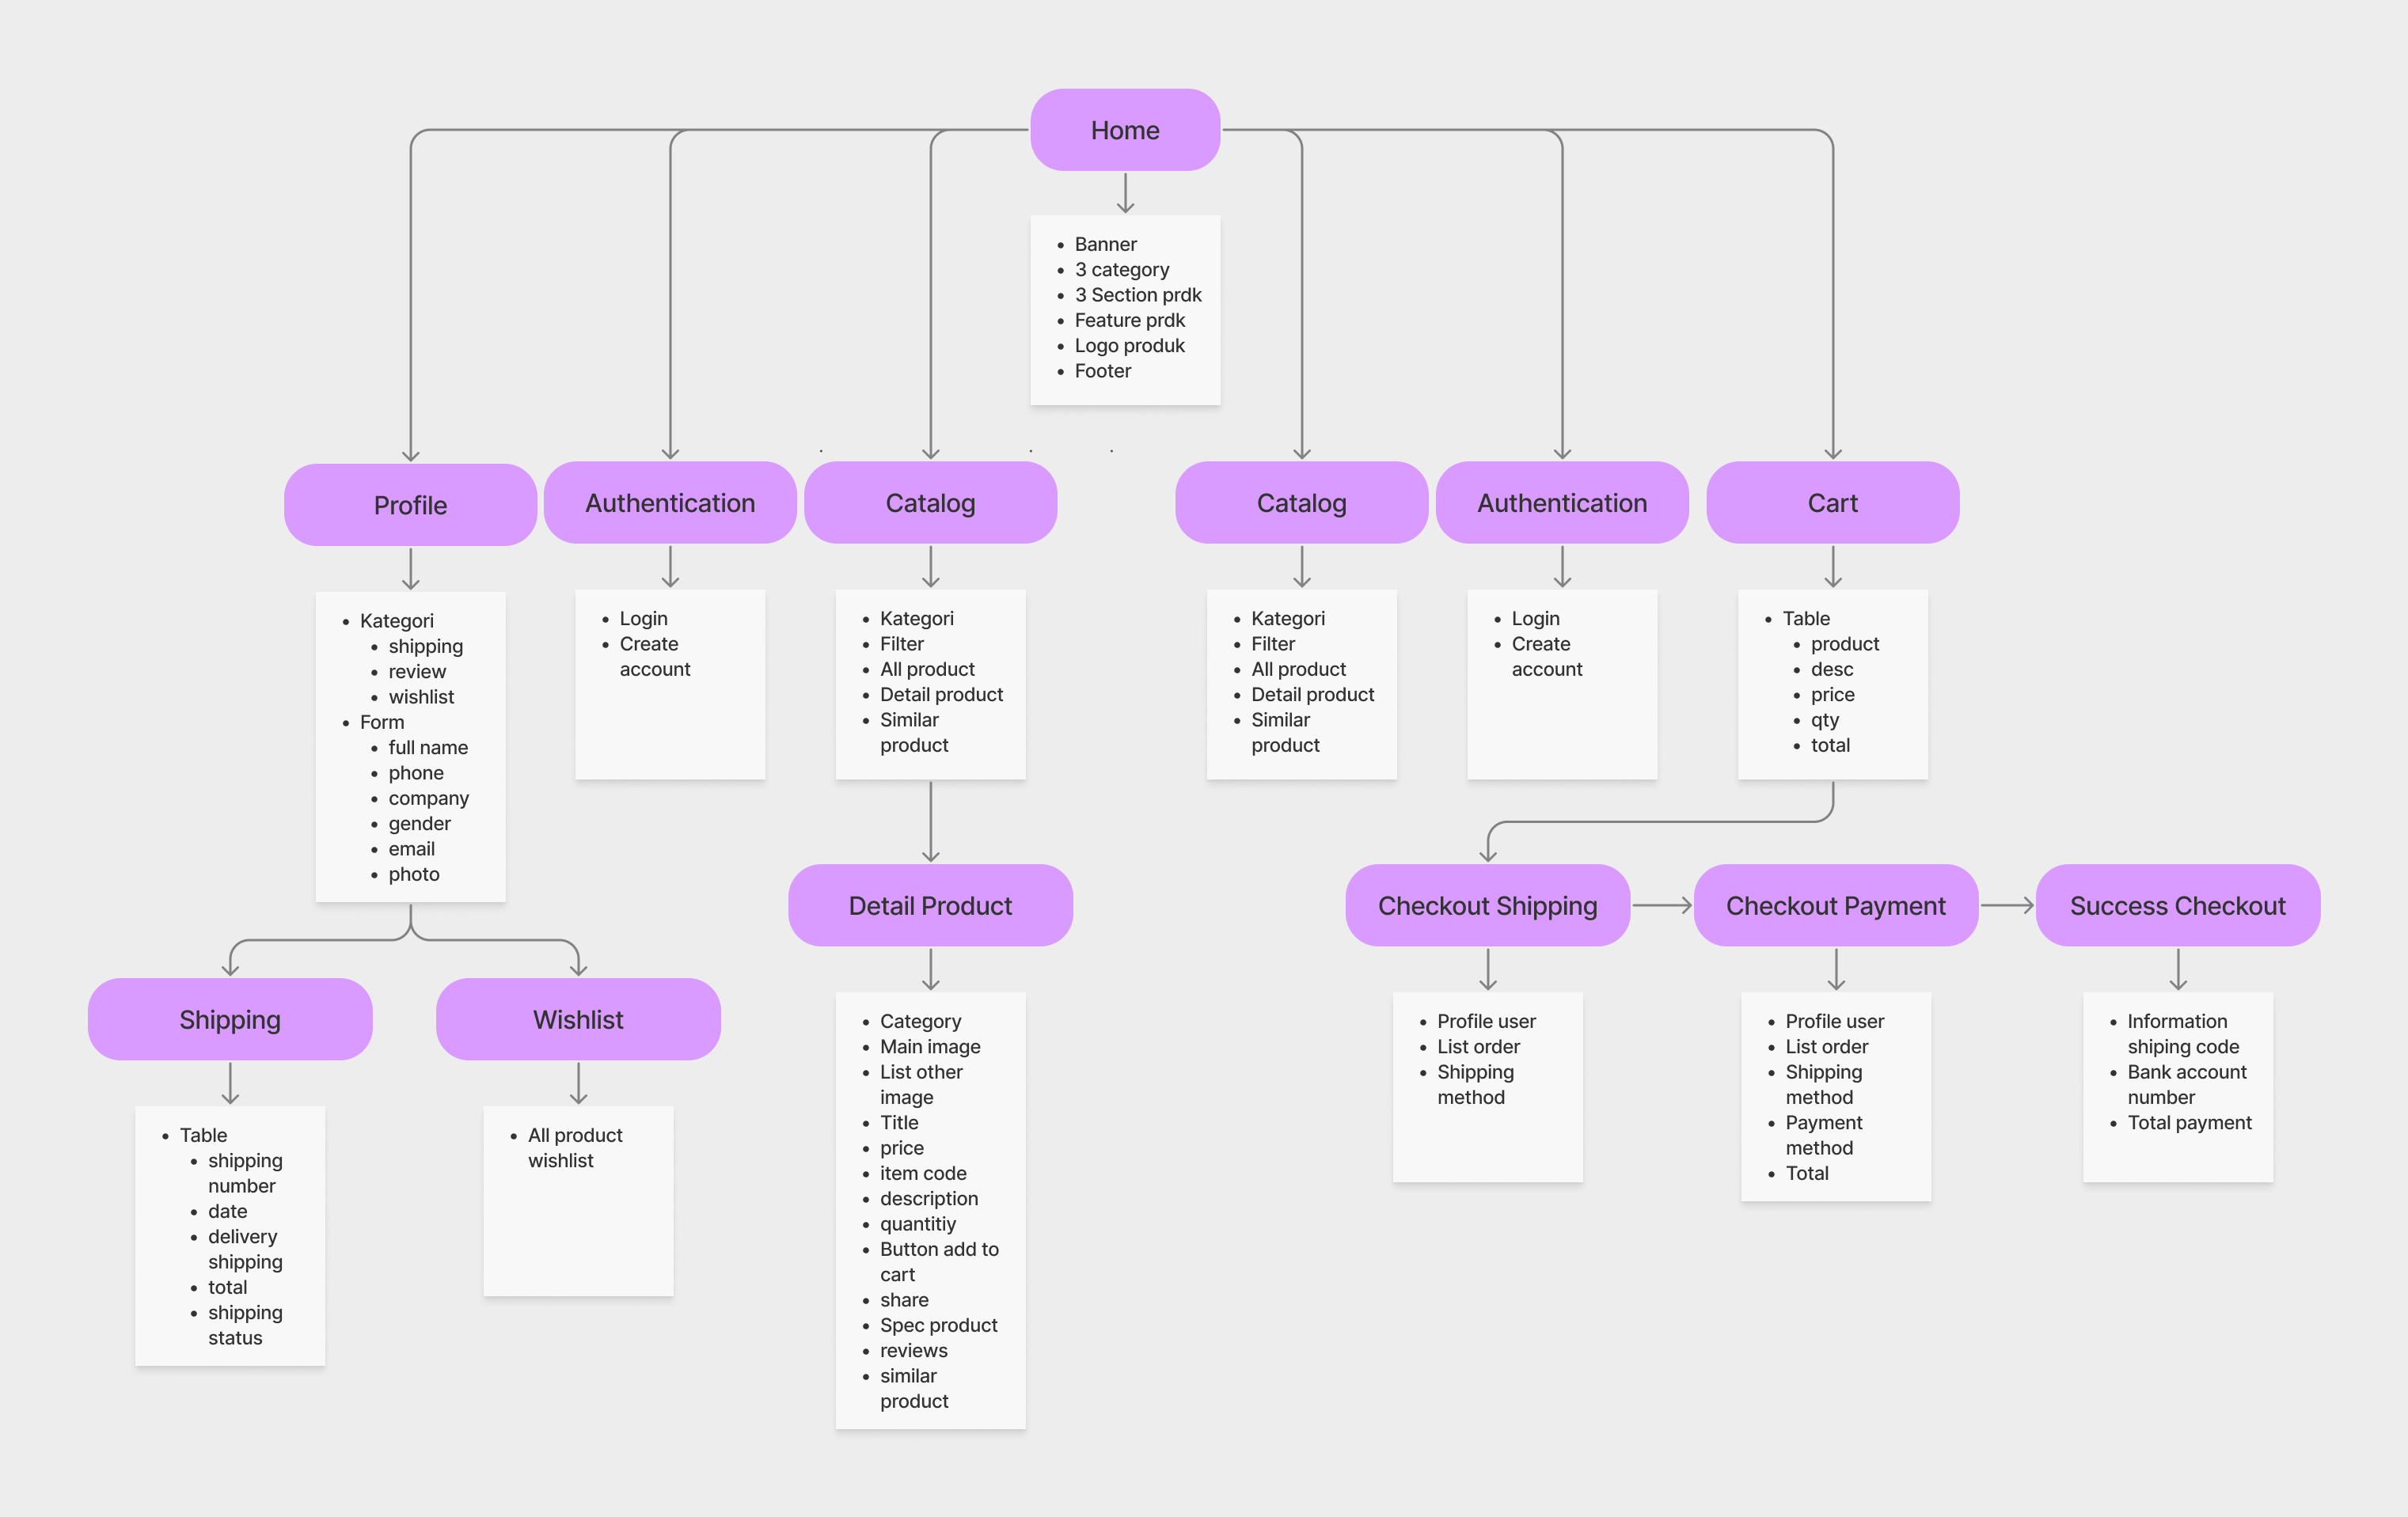 Home
• Banner
• 3 category
• 3 Section prdk
• Feature prdk
• Logo produk
• Footer
Profile
Authentication
Catalog
Catalog
Authentication
Cart
• Kategori
• shipping
• review
• wishlist
• Form
• full name
• phone
• company
• gender
• email
• photo
• Login
• Create
account
• Kategori
• Filter
• All product
• Detail product
• Similar
product
• Kategori
• Filter
• All product
• Detail product
• Similar
product
• Login
• Create
account
• Table
• product
• desc
• price
• qty
• total
Detail Product
Checkout Shipping
Checkout Payment
Success Checkout
Shipping
Wishlist
• Table
• shipping
number
• date
• delivery
shipping
• total
• shipping
status
• All product
wishlist
• Category
• Main image
• List other
image
• Title
• price
• item code
• description
• quantitiy
• Button add to
cart
• share
• Spec product
• reviews
• similar
product
• Profile user
• List order
• Shipping
method
• Profile user
• List order
• Shipping
method
• Payment
method
• Total
• Information
shiping code
• Bank account
number
• Total payment